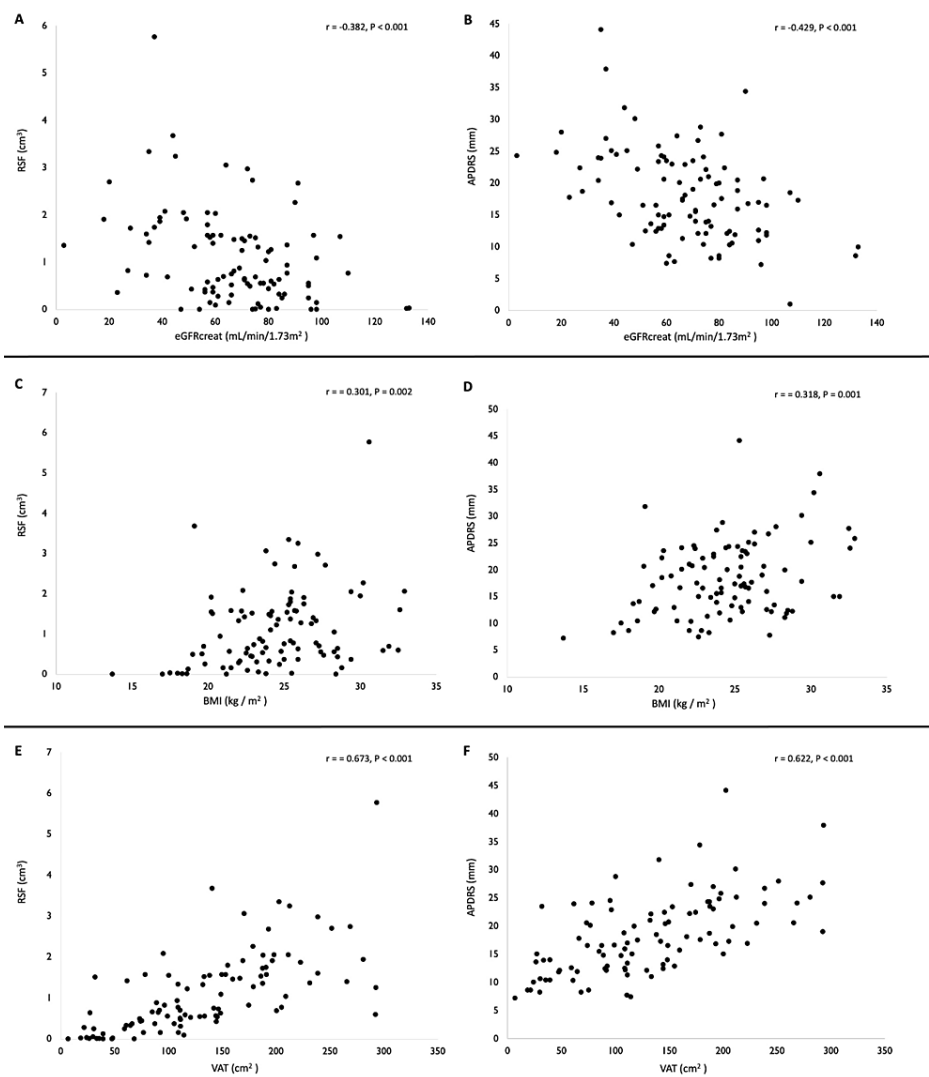 A
r = -0.382, P < 0.001
6
5
4
3
2
1
0
RSF (cm³)
0 20 40 60 80 100 120 140
eGFRcreat (mL/min/1.73m² )
B
r = -0.429, P < 0.001
45
40
35
30
25
20
15
10
5
0
APDRS (mm)
0 20 40 60 80 100 120 140
eGFRcreat (mL/min/1.73m² )
C
r = = 0.301, P = 0.002
7
6
5
4
3
2
1
0
RSF (cm³)
10 15 20 25 30 35
BMI (kg / m² )
D
r = = 0.318, P = 0.001
50
45
40
35
30
25
20
15
10
5
0
APDRS (mm)
10 15 20 25 30 35
BMI (kg / m² )
E
r = = 0.673, P < 0.001
7
6
5
4
3
2
1
0
RSF (cm³)
0 50 100 150 200 250 300 350
VAT (cm² )
F
r = 0.622, P < 0.001
50
45
40
35
30
25
20
15
10
5
0
APDRS (mm)
0 50 100 150 200 250 300 350
VAT (cm² )